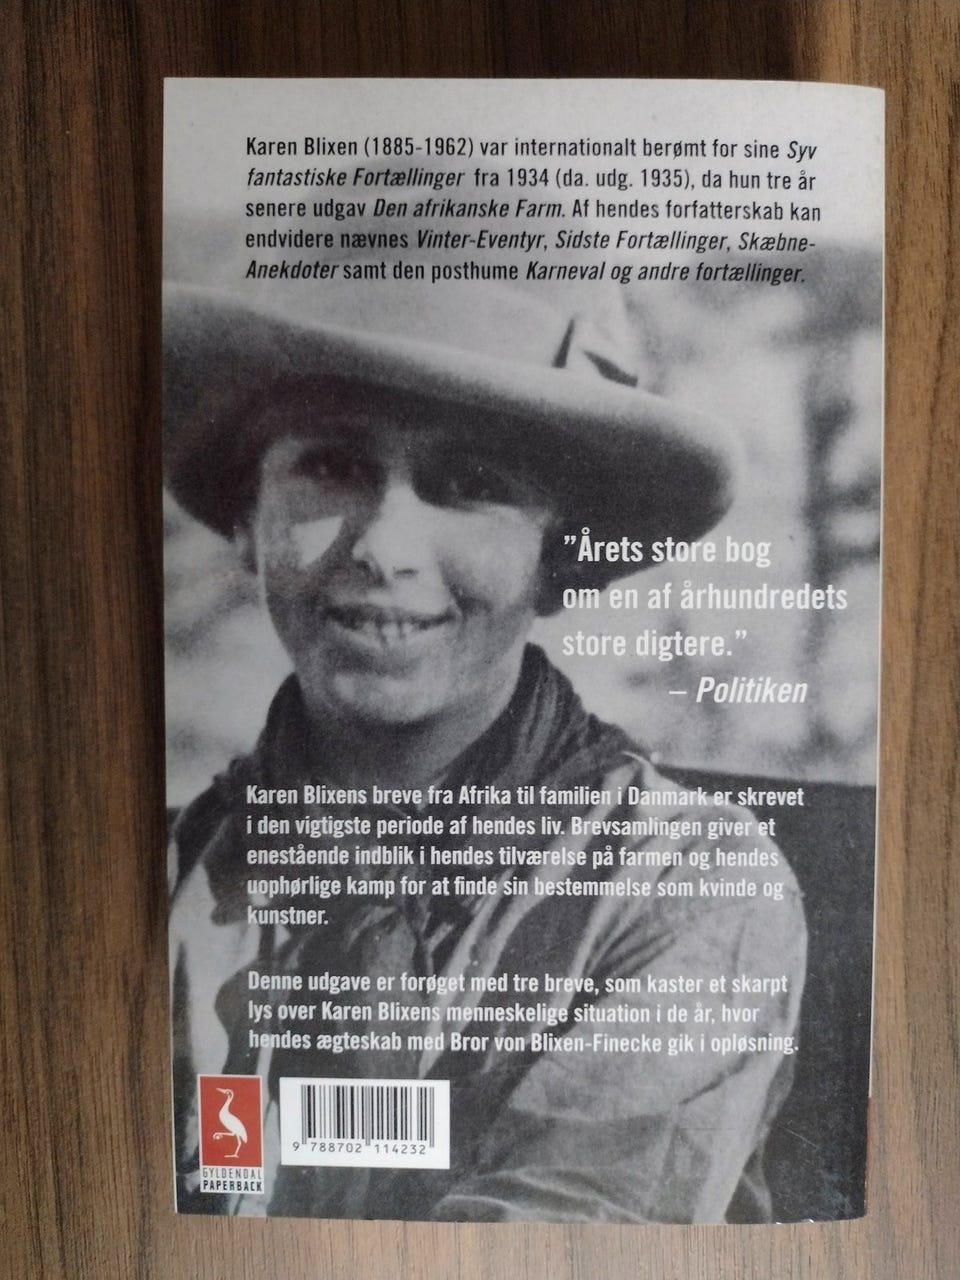 Karen Blixen (1885-1962) var internationalt berømt for sine Syv
fantastiske Fortællinger fra 1934 (da. udg. 1935), da hun tre år
senere udgav Den afrikanske Farm. Af hendes forfatterskab kan
endvidere nævnes Vinter-Eventyr, Sidste Fortællinger, Skæbne-
Anekdoter samt den posthume Karneval og andre fortællinger.
”Årets store bog
om en af århundredets
store digtere.”
– Politiken
Karen Blixens breve fra Afrika til familien i Danmark er skrevet
i den vigtigste periode af hendes liv. Brevsamlingen giver et
enestående indblik i hendes tilværelse på farmen og hendes
uophørlige kamp for at finde sin bestemmelse som kvinde og
kunstner.
Denne udgave er forøget med tre breve, som kaster et skarpt
lys over Karen Blixens menneskelige situation i de år, hvor
hendes ægteskab med Bror von Blixen-Finecke gik i opløsning.
GYLDENDAL
PAPERBACK
9 788702 114232